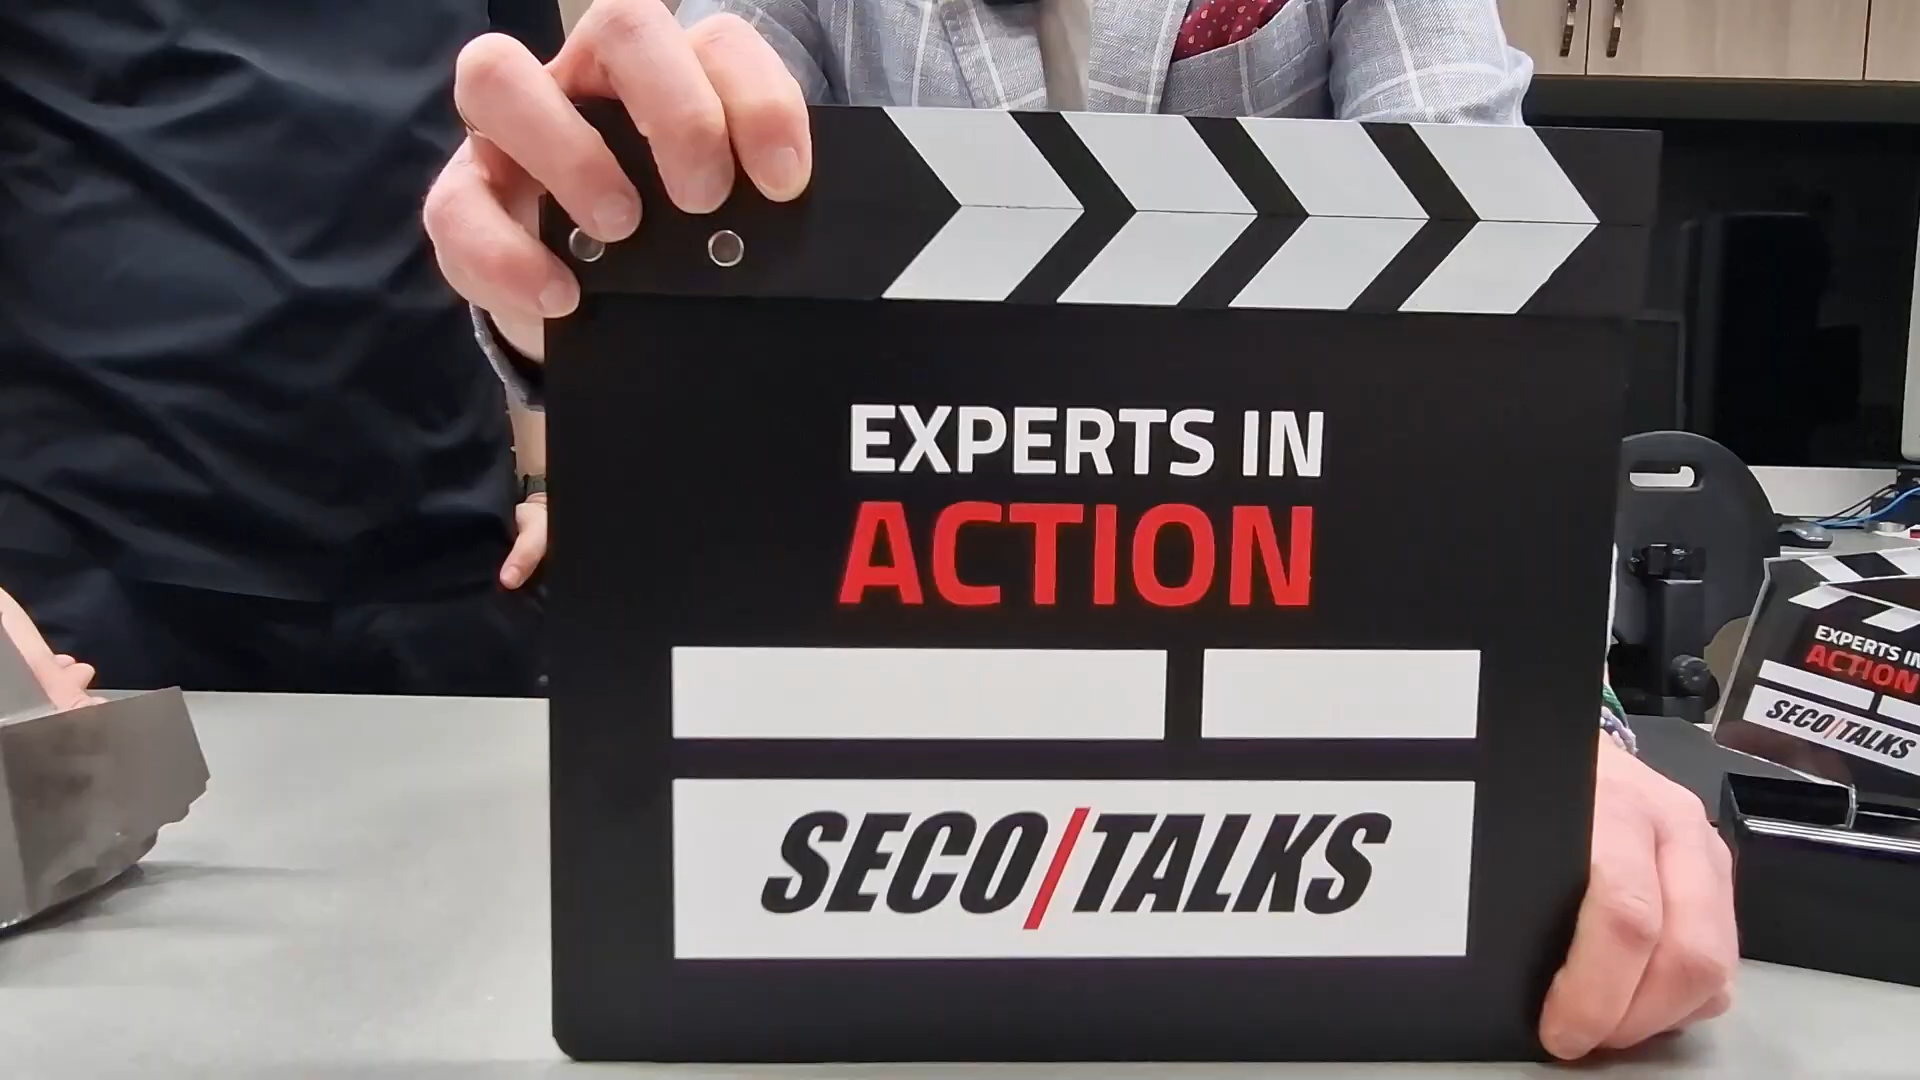 EXPERTS IN
ACTION
SECO/TALKS
EXPERTS IN
ACTION
SECO/TALKS